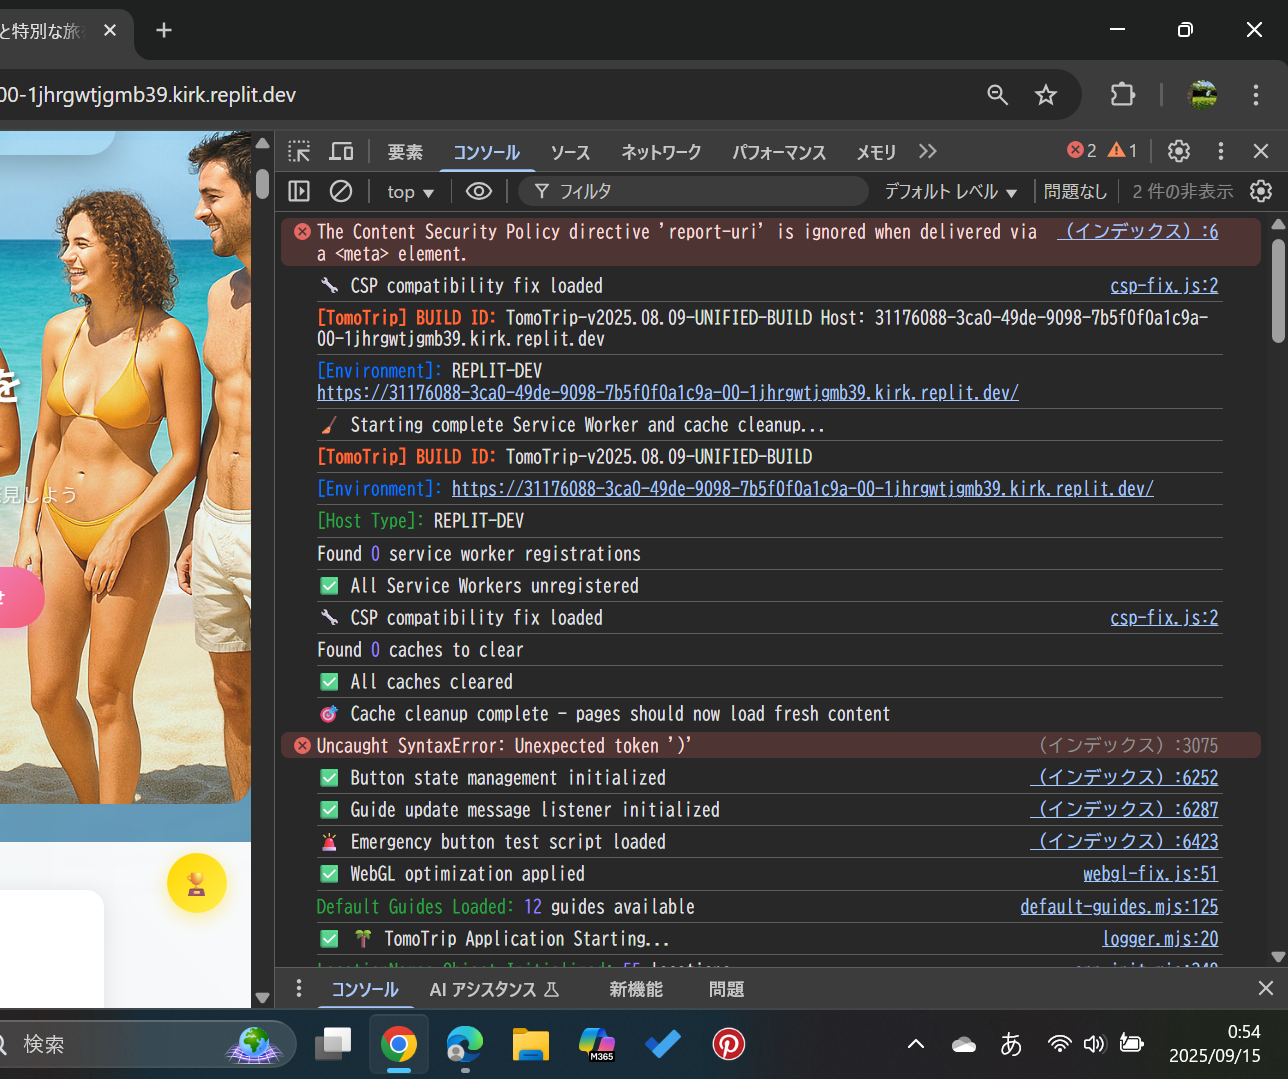 と特別な旅
00-1jhrgwtjgmb39.kirk.replit.dev
要素 コンソール ソース ネットワーク パフォーマンス メモリ 2 1
top フィルタ デフォルト レベル 問題なし 2 件の非表示
The Content Security Policy directive 'report-uri' is ignored when delivered via (インデックス):6
a <meta> element.
CSP compatibility fix loaded csp-fix.js:2
[TomoTrip] BUILD ID: TomoTrip-v2025.08.09-UNIFIED-BUILD Host: 31176088-3ca0-49de-9098-7b5f0f0a1c9a-
00-1jhrgwtjgmb39.kirk.replit.dev
[Environment]: REPLIT-DEV
https://31176088-3ca0-49de-9098-7b5f0f0a1c9a-00-1jhrgwtjgmb39.kirk.replit.dev/
Starting complete Service Worker and cache cleanup...
[TomoTrip] BUILD ID: TomoTrip-v2025.08.09-UNIFIED-BUILD
[Environment]: https://31176088-3ca0-49de-9098-7b5f0f0a1c9a-00-1jhrgwtjgmb39.kirk.replit.dev/
[Host Type]: REPLIT-DEV
Found 0 service worker registrations
All Service Workers unregistered
CSP compatibility fix loaded csp-fix.js:2
Found 0 caches to clear
All caches cleared
Cache cleanup complete - pages should now load fresh content
Uncaught SyntaxError: Unexpected token ')' (インデックス):3075
Button state management initialized (インデックス):6252
Guide update message listener initialized (インデックス):6287
Emergency button test script loaded (インデックス):6423
WebGL optimization applied webgl-fix.js:51
Default Guides Loaded: 12 guides available default-guides.mjs:125
TomoTrip Application Starting... logger.mjs:20
を
見しよう
コンソール AI アシスタンス 新機能 問題
検索
M365
あ
0:54
2025/09/15